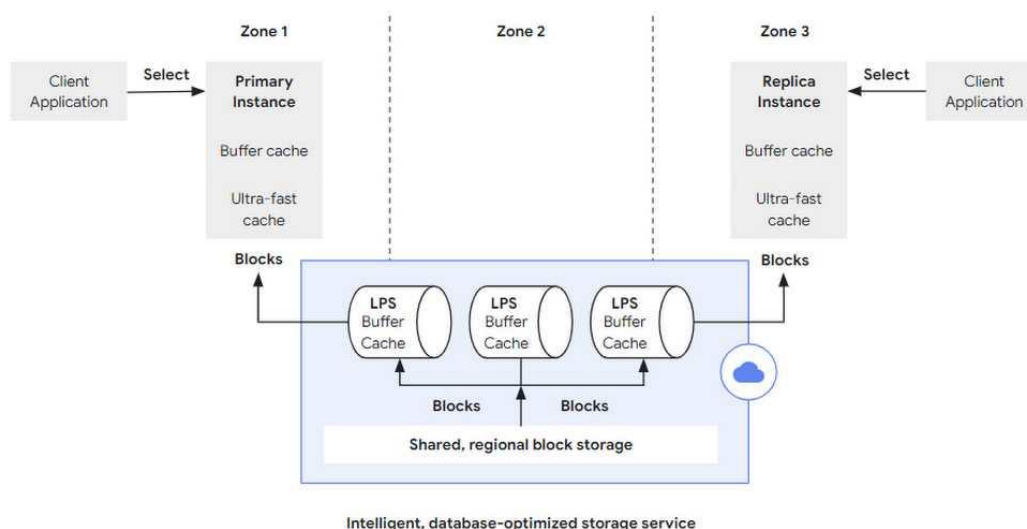 Zone 1
Zone 2
Zone 3
Client
Application
Select
Primary
Instance
Buffer cache
Ultra-fast
cache
Replica
Instance
Buffer cache
Ultra-fast
cache
Select
Client
Application
Blocks
Blocks
LPS
Buffer
Cache
LPS
Buffer
Cache
LPS
Buffer
Cache
Blocks
Blocks
Shared, regional block storage
Intelligent, database-optimized storage service